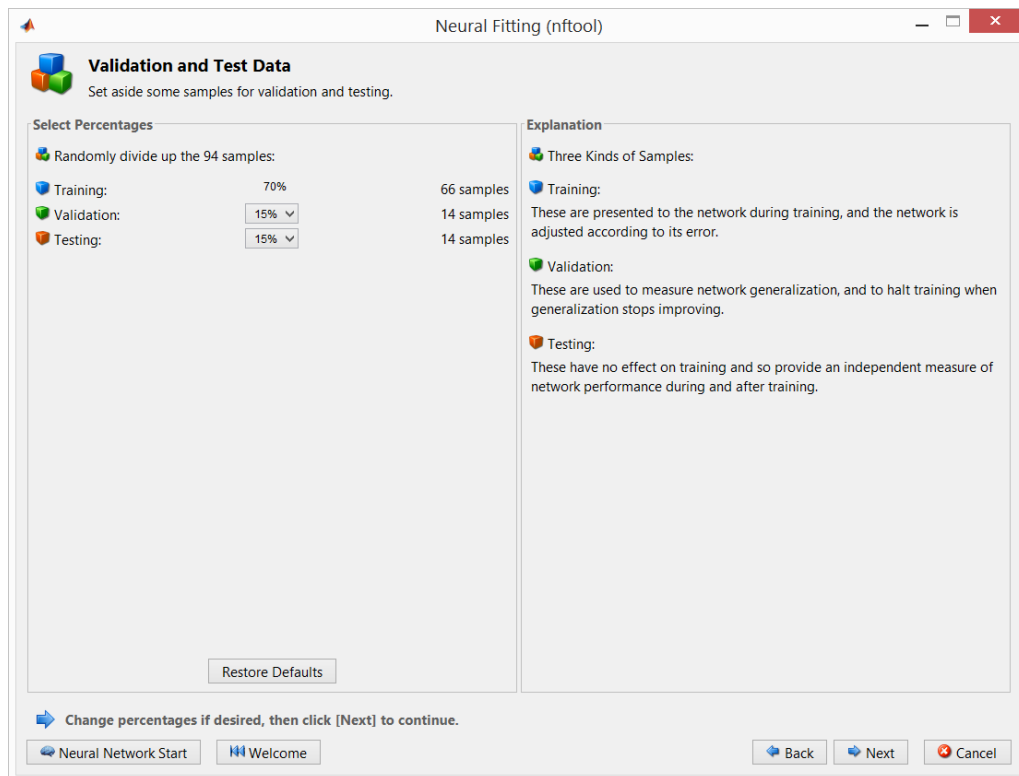 Neural Fitting (nftool)
Validation and Test Data
Set aside some samples for validation and testing.
Select Percentages
Randomly divide up the 94 samples:
Training: 70% 66 samples
Validation: 15% 14 samples
Testing: 15% 14 samples
Restore Defaults
Explanation
Three Kinds of Samples:
Training:
These are presented to the network during training, and the network is
adjusted according to its error.
Validation:
These are used to measure network generalization, and to halt training when
generalization stops improving.
Testing:
These have no effect on training and so provide an independent measure of
network performance during and after training.
Change percentages if desired, then click [Next] to continue.
Neural Network Start Welcome Back Next Cancel